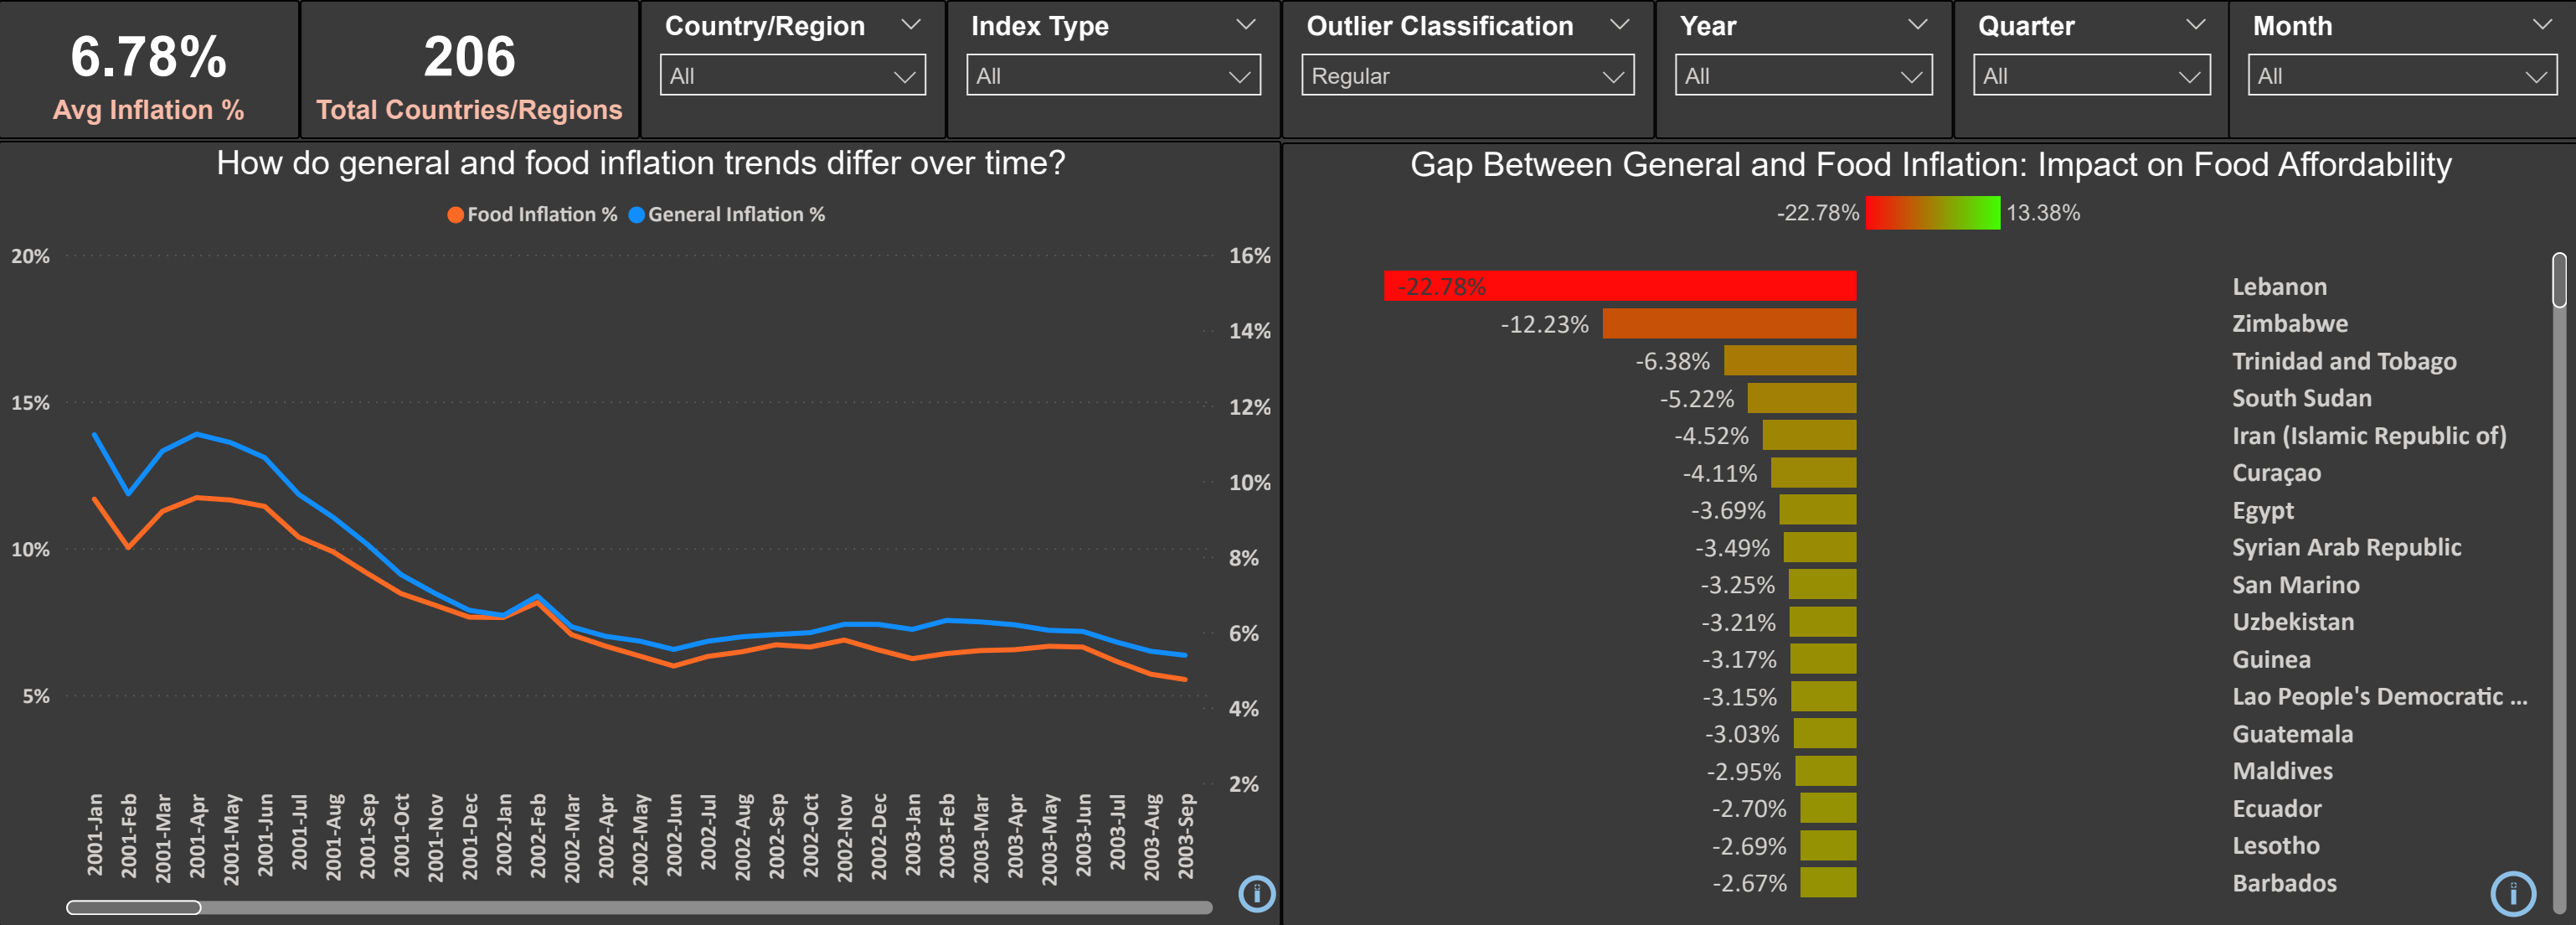 6.78%
Avg Inflation %
206
Total Countries/Regions
Country/Region
All
Index Type
All
Outlier Classification
Regular
Year
All
Quarter
All
Month
All
How do general and food inflation trends differ over time?
Food Inflation % General Inflation %
20%
15%
10%
5%
16%
14%
12%
10%
8%
6%
4%
2%
2001-Jan
2001-Feb
2001-Mar
2001-Apr
2001-May
2001-Jun
2001-Jul
2001-Aug
2001-Sep
2001-Oct
2001-Nov
2001-Dec
2002-Jan
2002-Feb
2002-Mar
2002-Apr
2002-May
2002-Jun
2002-Jul
2002-Aug
2002-Sep
2002-Oct
2002-Nov
2002-Dec
2003-Jan
2003-Feb
2003-Mar
2003-Apr
2003-May
2003-Jun
2003-Jul
2003-Aug
2003-Sep
Gap Between General and Food Inflation: Impact on Food Affordability
-22.78% 13.38%
-22.78% Lebanon
-12.23% Zimbabwe
-6.38% Trinidad and Tobago
-5.22% South Sudan
-4.52% Iran (Islamic Republic of)
-4.11% Curaçao
-3.69% Egypt
-3.49% Syrian Arab Republic
-3.25% San Marino
-3.21% Uzbekistan
-3.17% Guinea
-3.15% Lao People's Democratic ...
-3.03% Guatemala
-2.95% Maldives
-2.70% Ecuador
-2.69% Lesotho
-2.67% Barbados